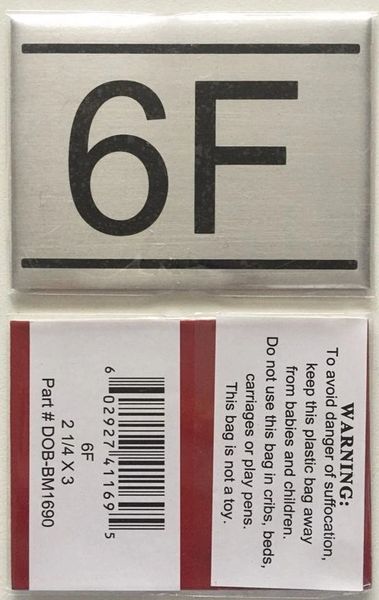 6F
WARNING:
To avoid danger of suffocation,
keep this plastic bag away
from babies and children.
Do not use this bag in cribs, beds,
carriages or play pens.
This bag is not a toy.
6 02927 41169 5
6F
2 1/4 X 3
Part # DOB-BM1690